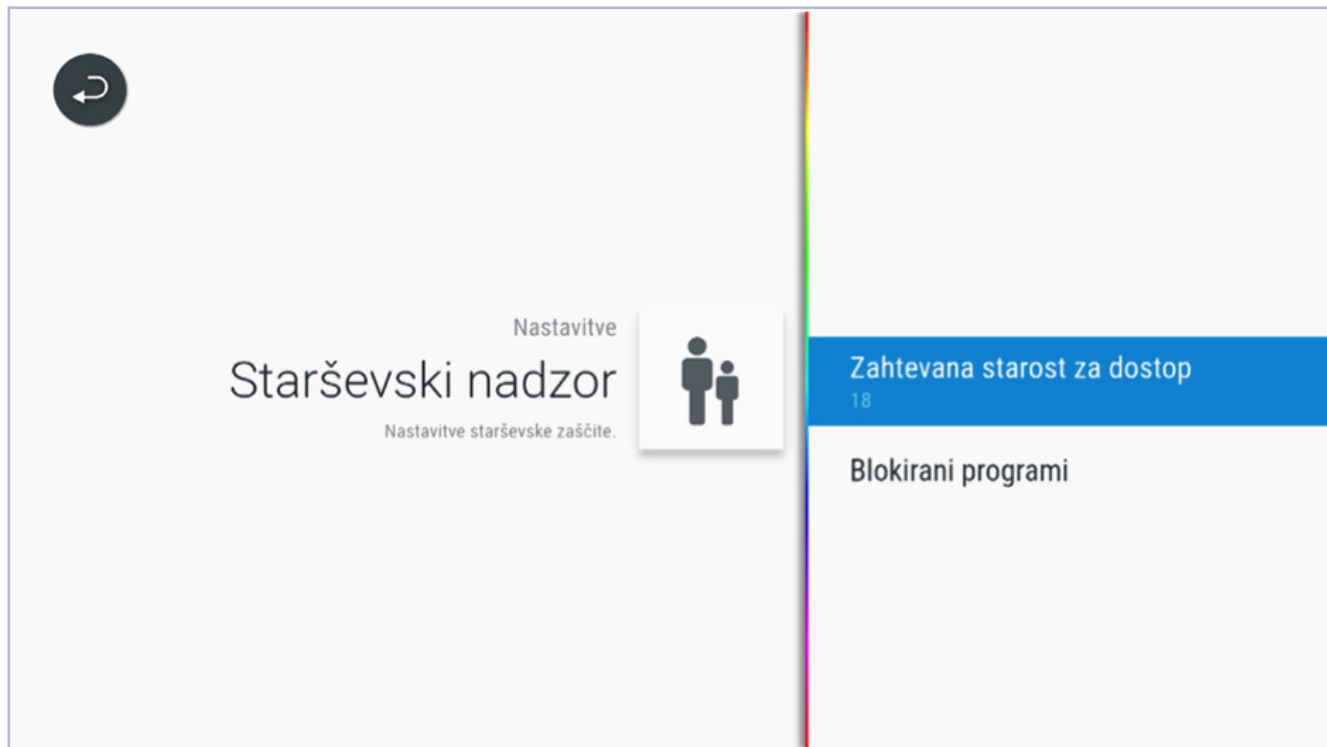 Nastavitve
Starševski nadzor
Nastavitve starševske zaščite.
Zahtevana starost za dostop
18
Blokirani programi